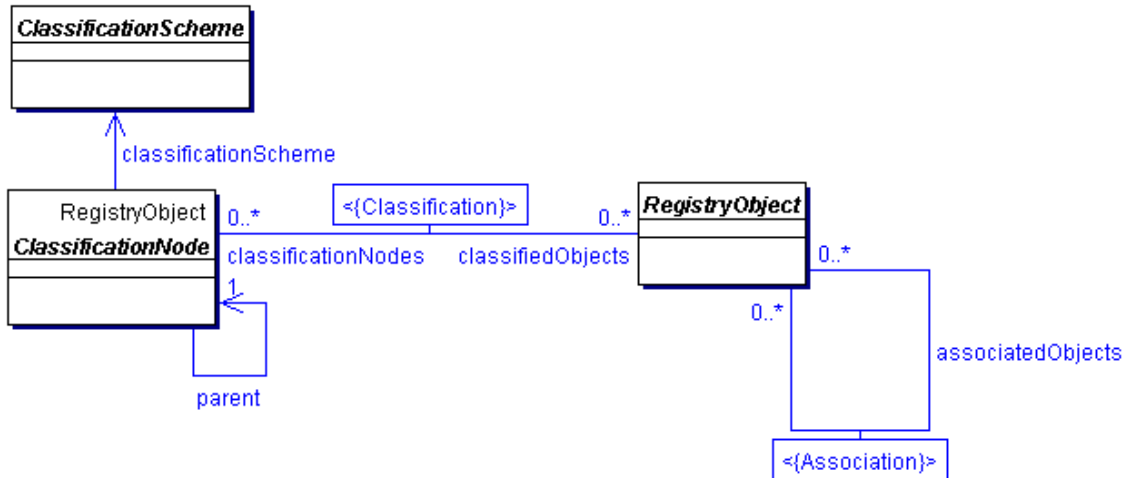 ClassificationScheme
classificationScheme
RegistryObject
ClassificationNode
0..*
<{Classification}>
0..*
RegistryObject
classificationNodes
classifiedObjects
1
parent
0..*
0..*
associatedObjects
<{Association}>